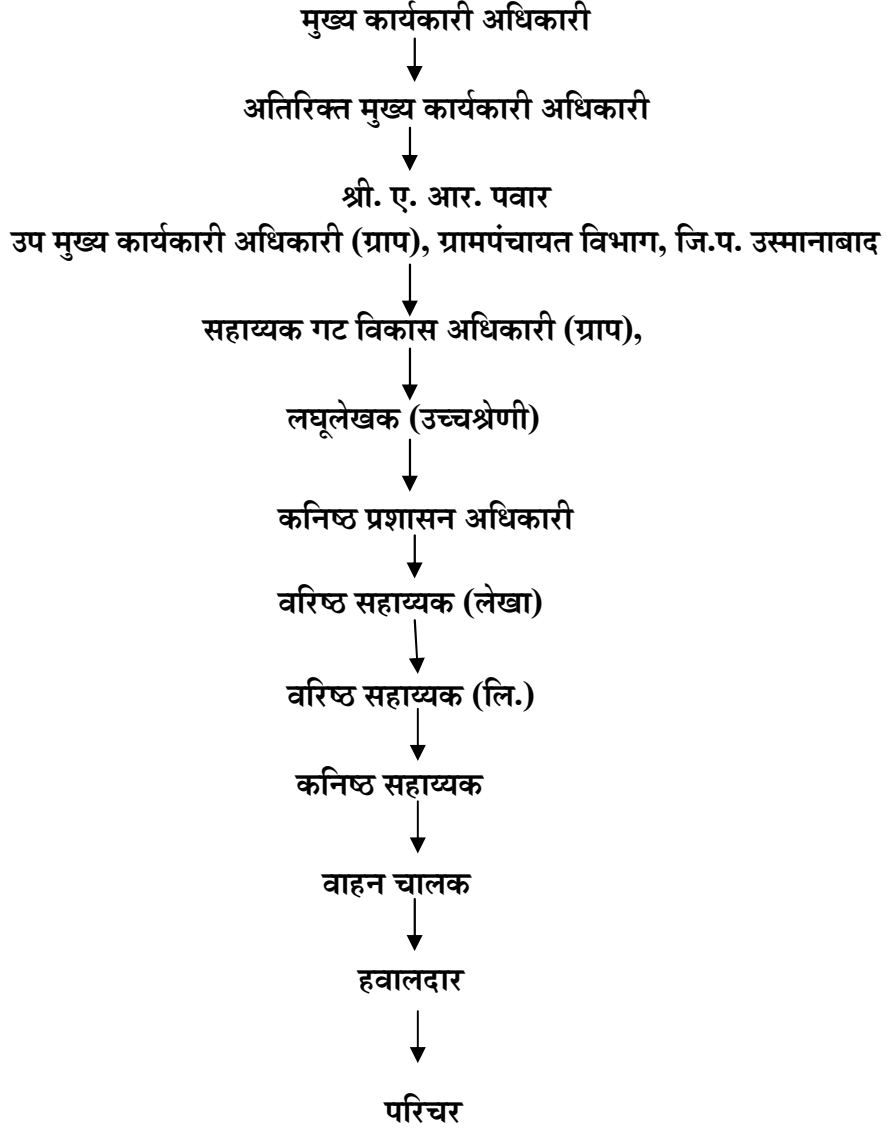 मुख्य कार्यकारी अधिकारी
अतिरिक्त मुख्य कार्यकारी अधिकारी
श्री. ए. आर. पवार
उप मुख्य कार्यकारी अधिकारी (ग्राप), ग्रामपंचायत विभाग, जि.प. उस्मानाबाद
सहाय्यक गट विकास अधिकारी (ग्राप),
लघूलेखक (उच्चश्रेणी)
कनिष्ठ प्रशासन अधिकारी
वरिष्ठ सहाय्यक (लेखा)
वरिष्ठ सहाय्यक (लि.)
कनिष्ठ सहाय्यक
वाहन चालक
हवालदार
परिचर